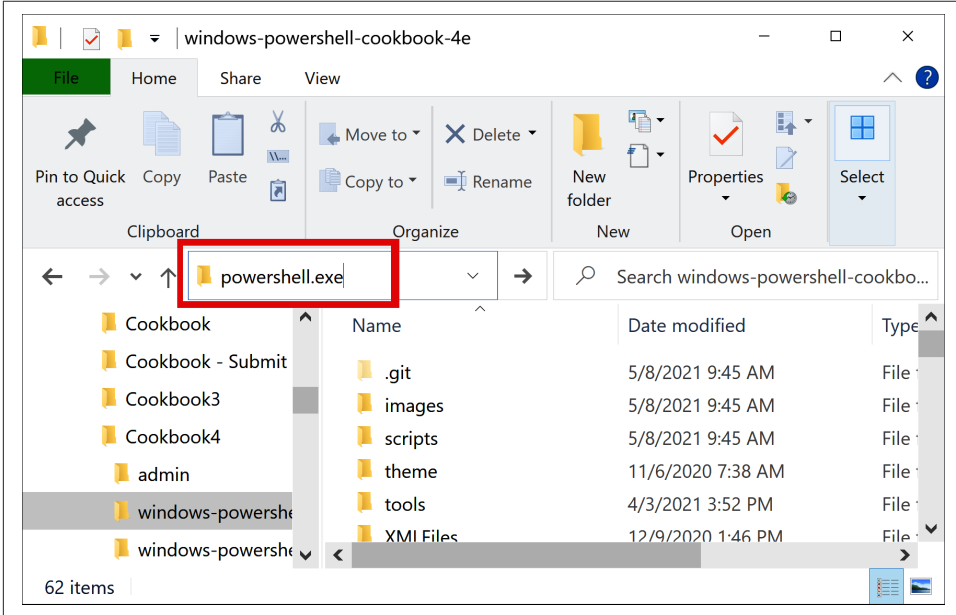 windows-powershell-cookbook-4e
File Home Share View
Pin to Quick access
Copy
Paste
Move to
Copy to
Delete
Rename
New folder
Properties
Select
Clipboard Organize New Open
powershell.exe
Search windows-powershell-cookbo...
Cookbook
Cookbook - Submit
Cookbook3
Cookbook4
admin
windows-powershe
windows-powershe
Name Date modified Type
.git 5/8/2021 9:45 AM File
images 5/8/2021 9:45 AM File
scripts 5/8/2021 9:45 AM File
theme 11/6/2020 7:38 AM File
tools 4/3/2021 3:52 PM File
XMLFiles 12/9/2020 1:46 PM File
62 items